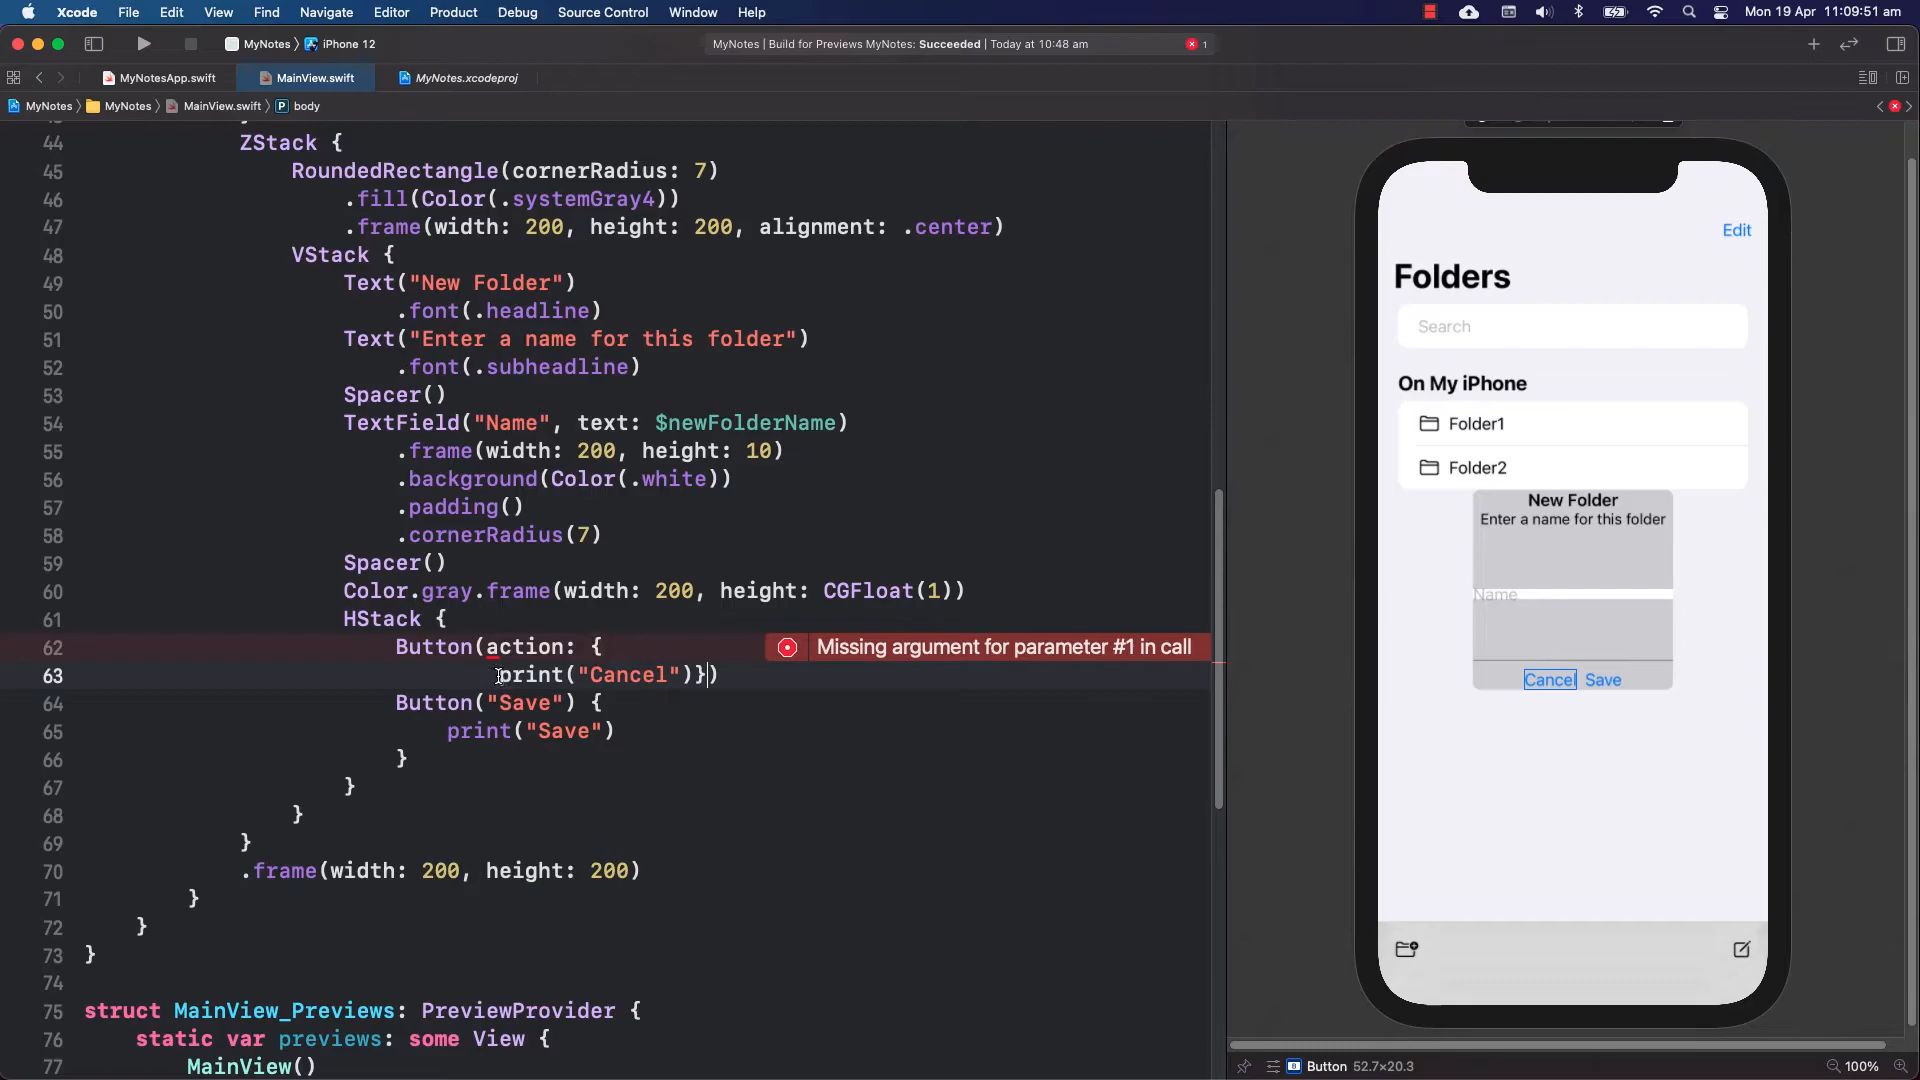 Xcode File Edit View Find Navigate Editor Product Debug Source Control Window Help Mon 19 Apr 11:09:51 am
MyNotes iPhone 12 MyNotes | Build for Previews MyNotes: Succeeded | Today at 10:48 am 1
MyNotesApp.swift MainView.swift MyNotes.xcodeproj
MyNotes MyNotes MainView.swift P body
44 ZStack {
45 RoundedRectangle(cornerRadius: 7)
46 .fill(Color(.systemGray4))
47 .frame(width: 200, height: 200, alignment: .center)
48 VStack {
49 Text("New Folder")
50 .font(.headline)
51 Text("Enter a name for this folder")
52 .font(.subheadline)
53 Spacer()
54 TextField("Name", text: $newFolderName)
55 .frame(width: 200, height: 10)
56 .background(Color(.white))
57 .padding()
58 .cornerRadius(7)
59 Spacer()
60 Color.gray.frame(width: 200, height: CGFloat(1))
61 HStack {
62 Button(action: { Missing argument for parameter #1 in call
63 print("Cancel")})
64 Button("Save") {
65 print("Save")
66 }
67 }
68 }
69 }
70 .frame(width: 200, height: 200)
71 }
72 }
73 }
74
75 struct MainView_Previews: PreviewProvider {
76 static var previews: some View {
77 MainView()
Edit
Folders
Search
On My iPhone
Folder1
Folder2
New Folder
Enter a name for this folder
Name
Cancel Save
Button 52.7×20.3 100%